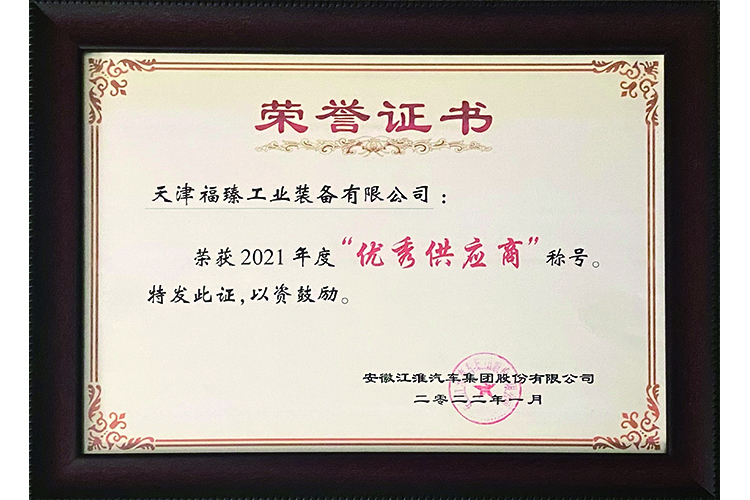 荣誉证书
天津福臻工业装备有限公司：
荣获2021年度“优秀供应商”称号。
特发此证，以资鼓励。
安徽江淮汽车集团股份有限公司
二零二二年一月